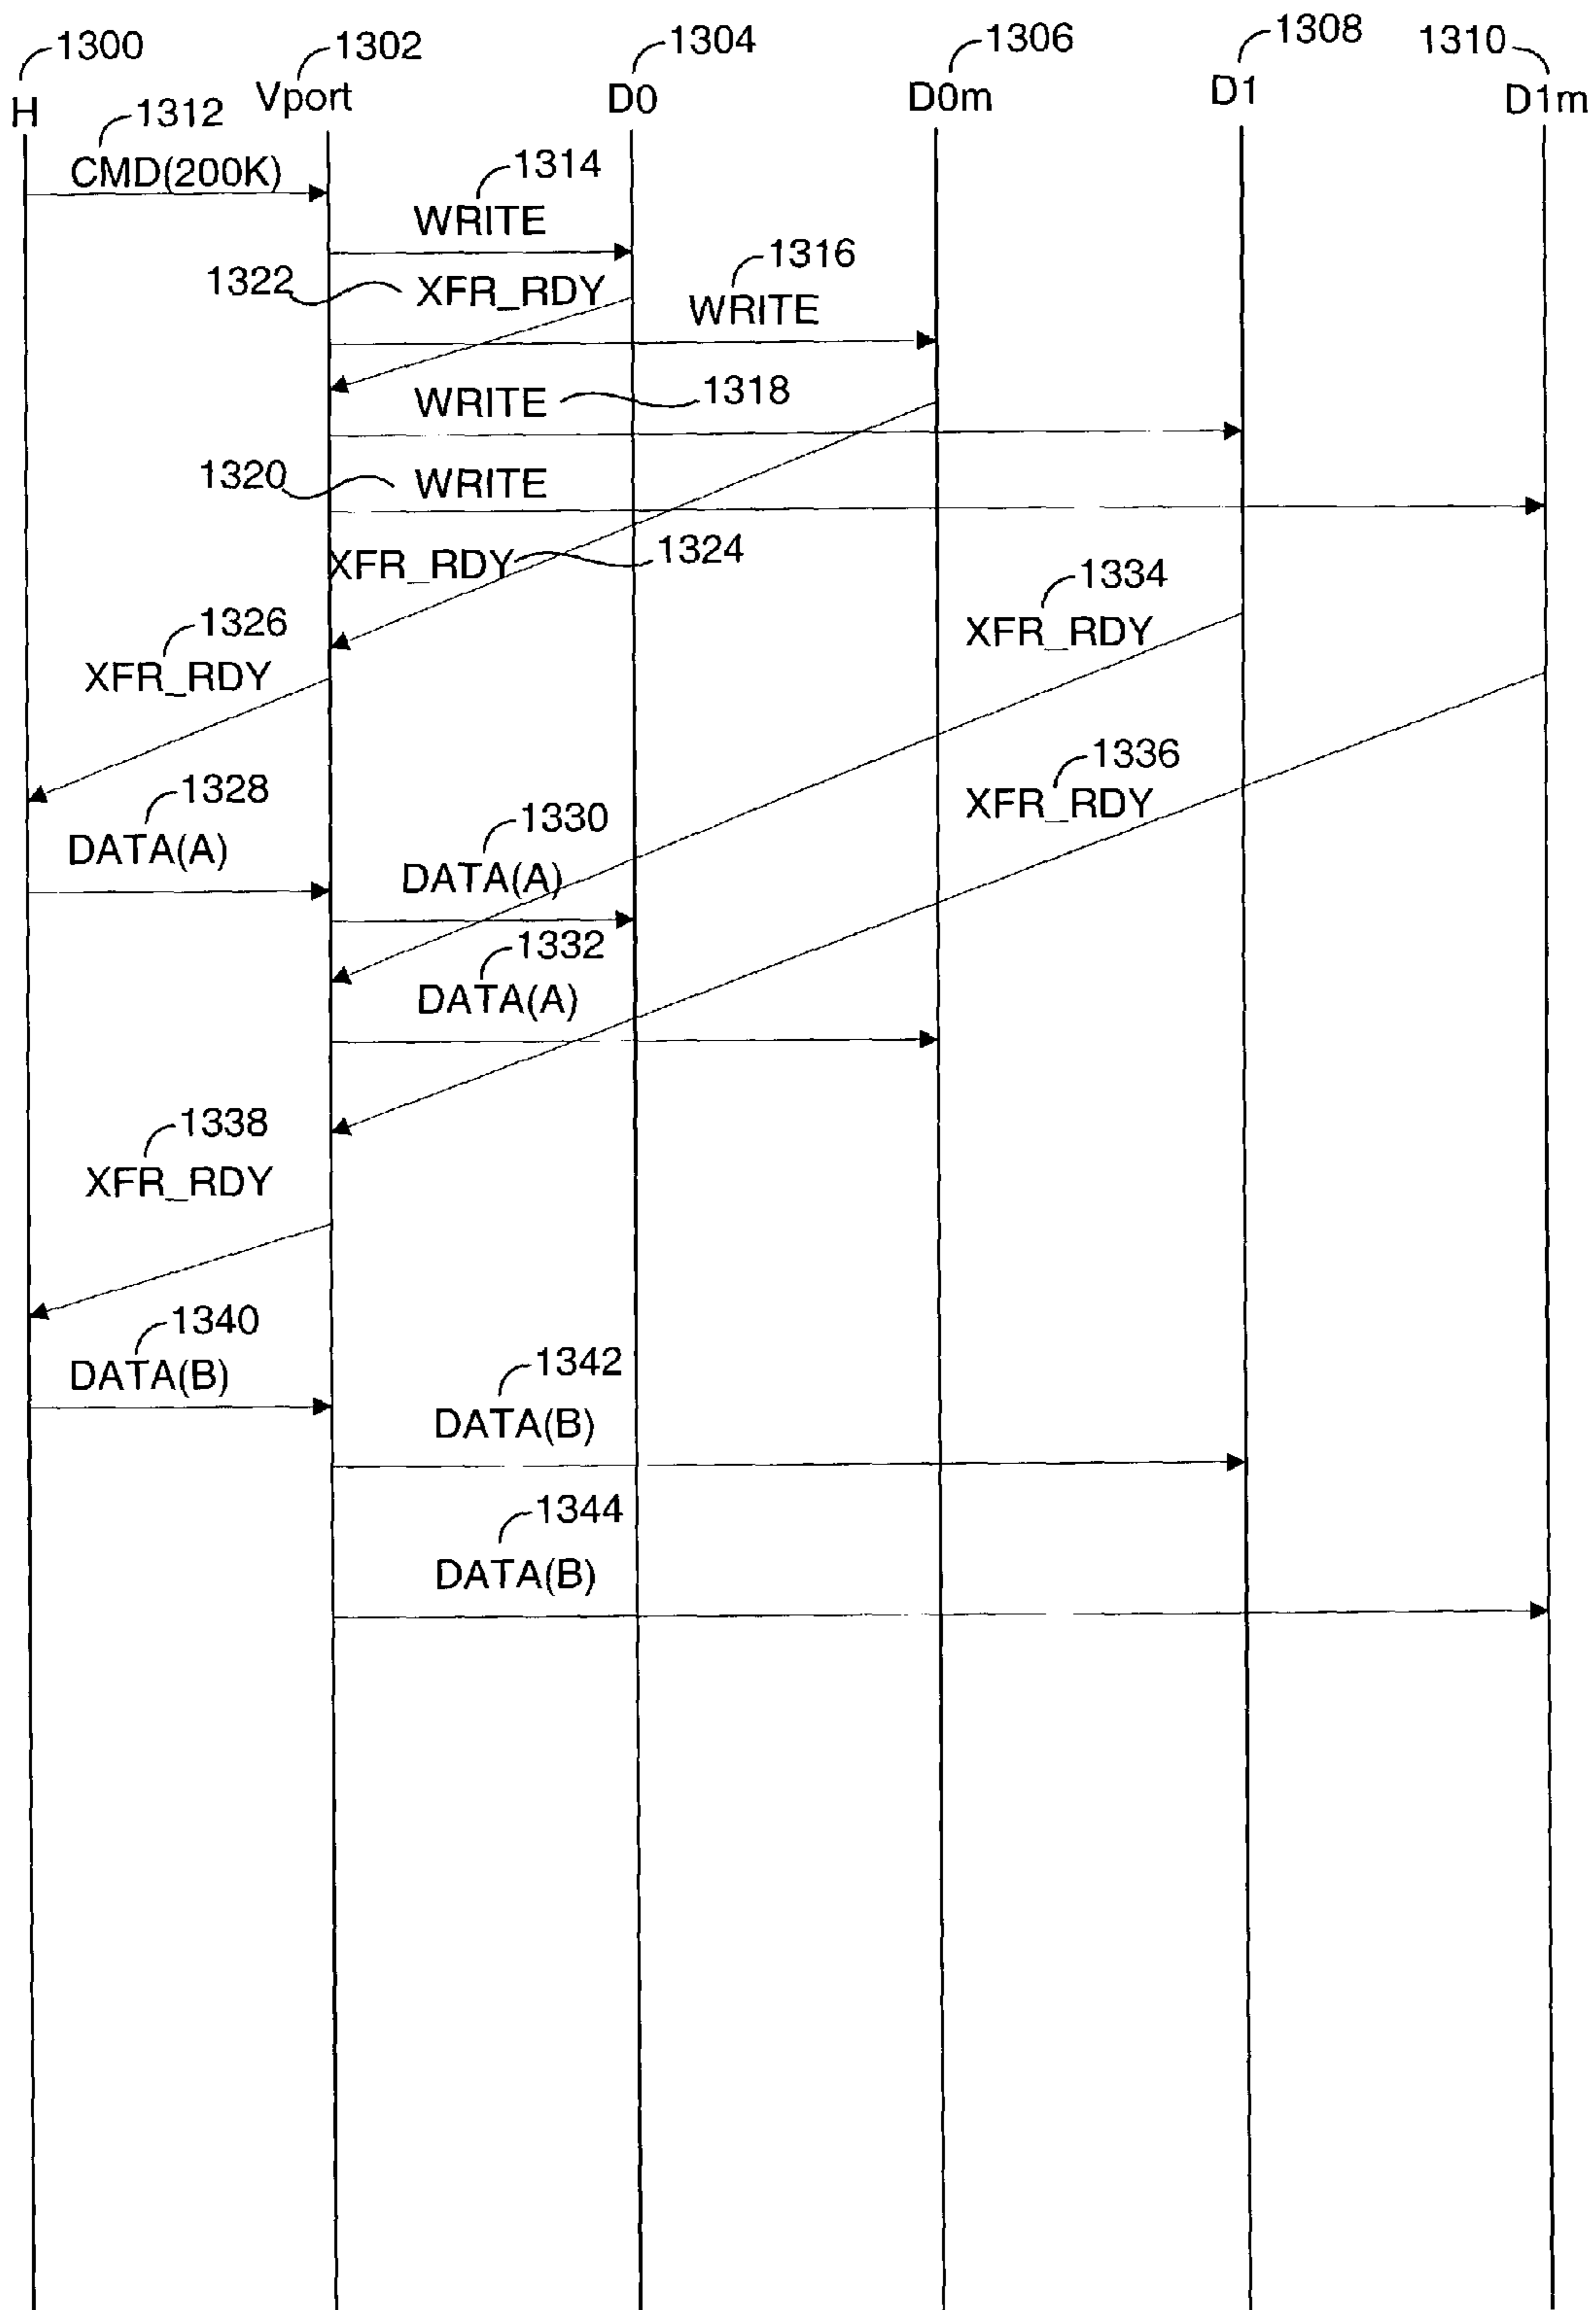 1300
1302
1304
1306
1308
1310
H
Vport
D0
D0m
D1
D1m
1312
CMD(200K)
1314
WRITE
1322
XFR_RDY
1316
WRITE
WRITE
1318
1320
WRITE
XFR_RDY
1324
1334
XFR_RDY
1326
XFR_RDY
1336
XFR_RDY
1328
DATA(A)
1330
DATA(A)
1332
DATA(A)
1338
XFR_RDY
1340
DATA(B)
1342
DATA(B)
1344
DATA(B)